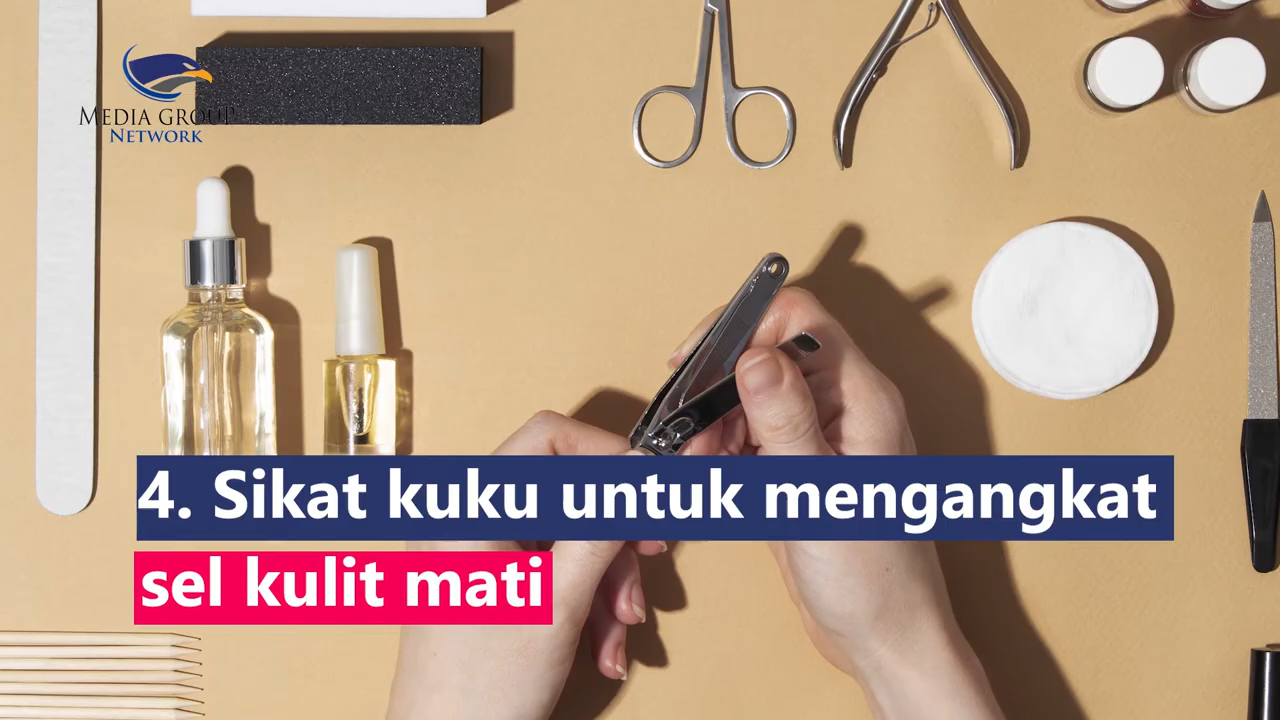 MEDIA GROUP
NETWORK
4. Sikat kuku untuk mengangkat
sel kulit mati